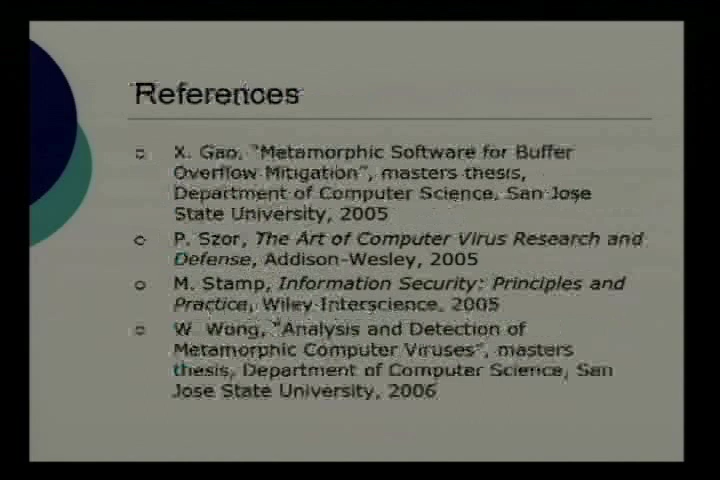 References
X. Gao, "Metamorphic Software for Buffer
Overflow Mitigation", masters thesis,
Department of Computer Science, San Jose
State University, 2005
P. Szor, The Art of Computer Virus Research and
Defense, Addison-Wesley, 2005
M. Stamp, Information Security: Principles and
Practice, Wiley-Interscience, 2005
W. Wong, "Analysis and Detection of
Metamorphic Computer Viruses", masters
thesis, Department of Computer Science, San
Jose State University, 2006